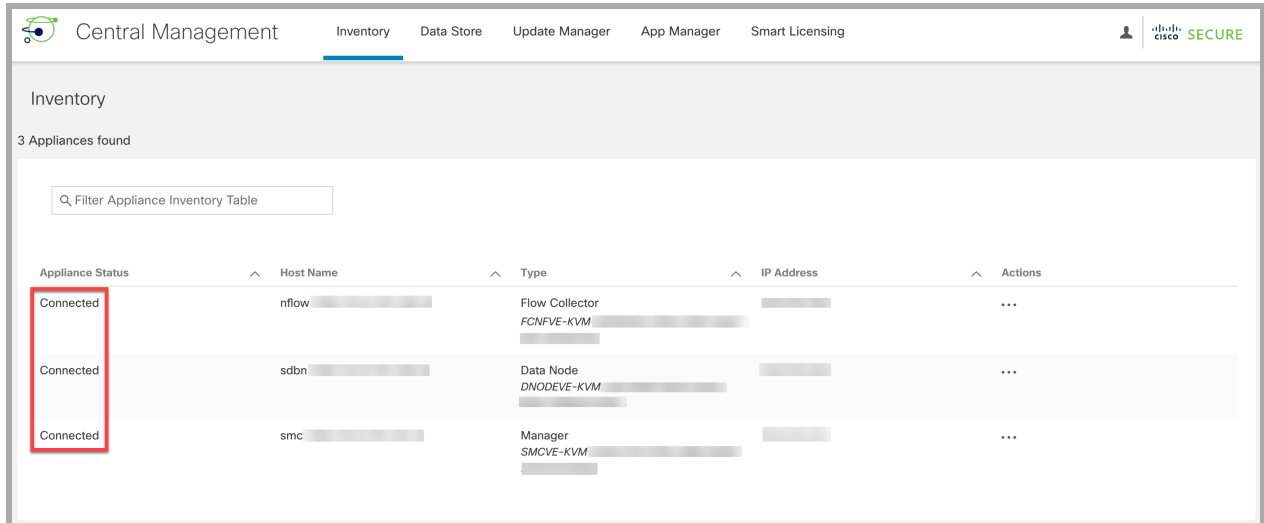 Central Management Inventory Data Store Update Manager App Manager Smart Licensing cisco SECURE
Inventory
3 Appliances found
Filter Appliance Inventory Table
Appliance Status Host Name Type IP Address Actions
Connected nflow Flow Collector ...
FCNFVE-KVM
Connected sdbn Data Node ...
DNODEVE-KVM
Connected smc Manager ...
SMCVE-KVM